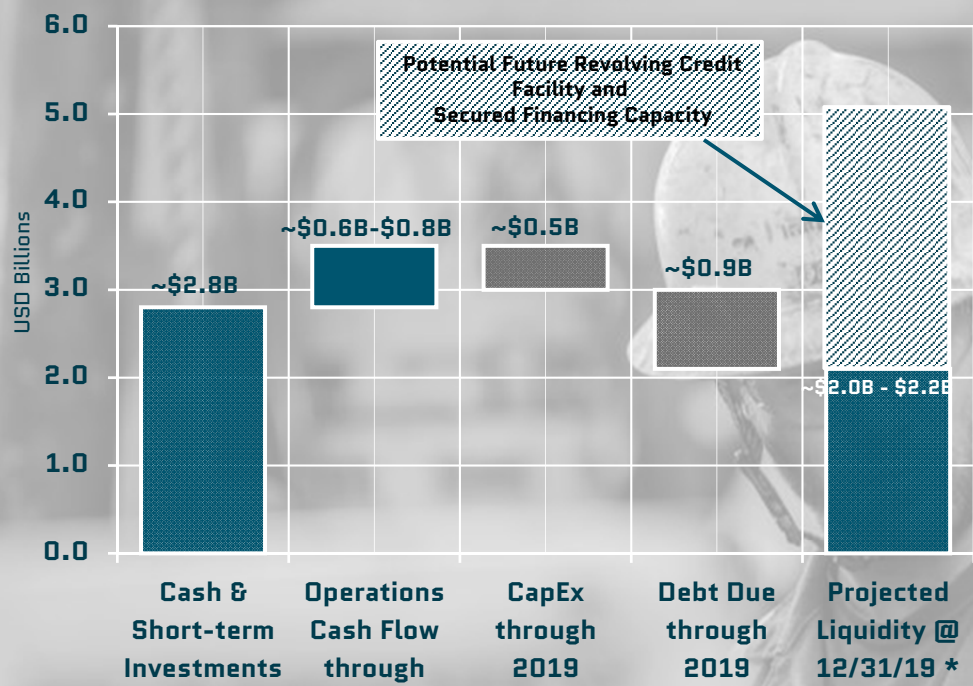 6.0
5.0
4.0
3.0
2.0
1.0
0.0
USD Billions
Potential Future Revolving Credit
Facility and
Secured Financing Capacity
~$2.8B
~$0.6B-$0.8B
~$0.5B
~$0.9B
~$2.0B - $2.2B
Cash &
Short-term
Investments
Operations
Cash Flow
through
CapEx
through
2019
Debt Due
through
2019
Projected
Liquidity @
12/31/19 *